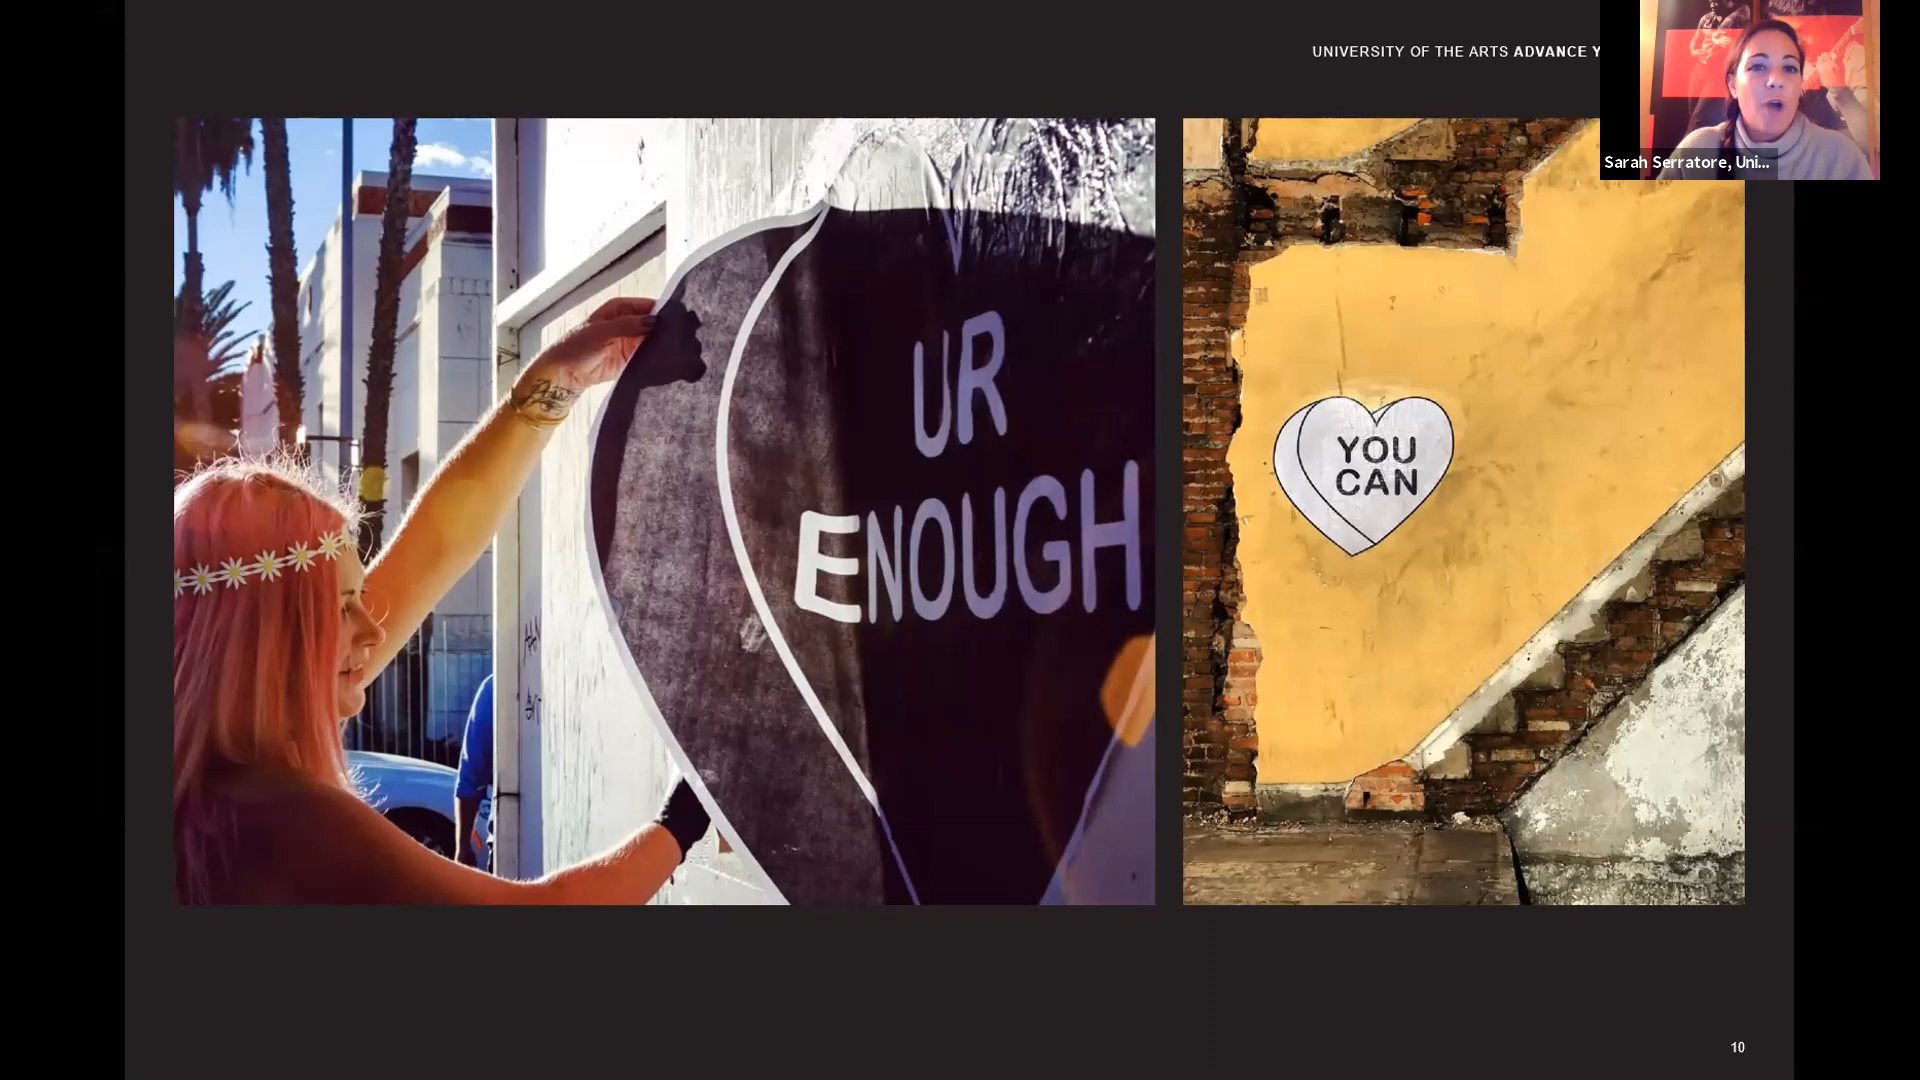 UNIVERSITY OF THE ARTS ADVANCE Y
Sarah Serratore, Uni...
UR
ENOUGH
YOU
CAN
10